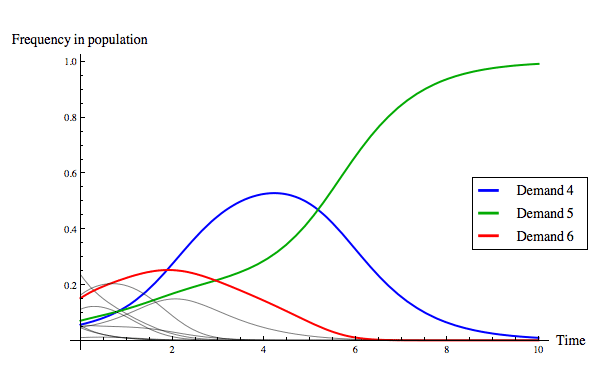 Frequency in population
1.0
0.8
0.6
0.4
0.2
Demand 4
Demand 5
Demand 6
2 4 6 8 10 Time